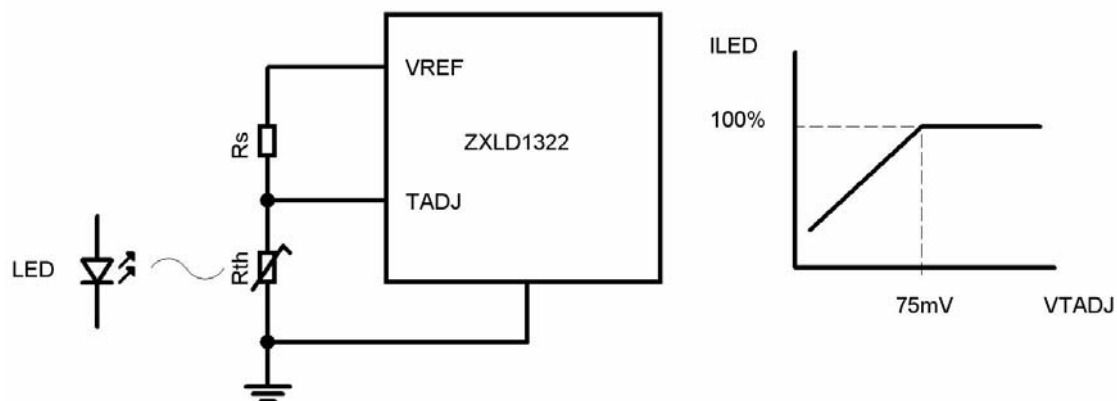 VREF
Rs
ZXLD1322
TADJ
Rth
LED
ILED
100%
75mV
VTADJ